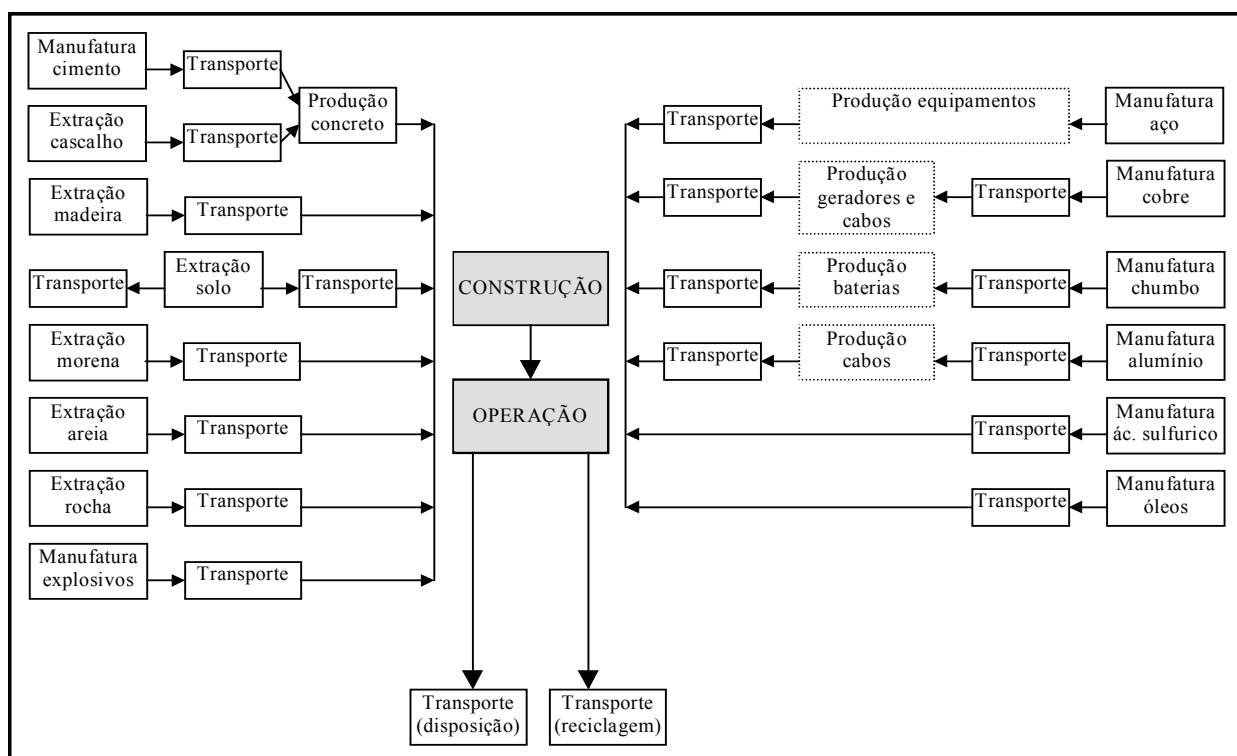 Manufatura
cimento
Transporte
Produção
concreto
Extração
cascalho
Transporte
Extração
madeira
Transporte
Transporte
Extração
solo
Transporte
Extração
morena
Transporte
Extração
areia
Transporte
Extração
rocha
Transporte
Manufatura
explosivos
Transporte
CONSTRUÇÃO
OPERAÇÃO
Transporte
(disposição)
Transporte
(reciclagem)
Transporte
Produção equipamentos
Manufatura
aço
Transporte
Produção
geradores e
cabos
Transporte
Manufatura
cobre
Transporte
Produção
baterias
Transporte
Manufatura
chumbo
Transporte
Produção
cabos
Transporte
Manufatura
alumínio
Transporte
Manufatura
ác. sulfurico
Transporte
Manufatura
óleos